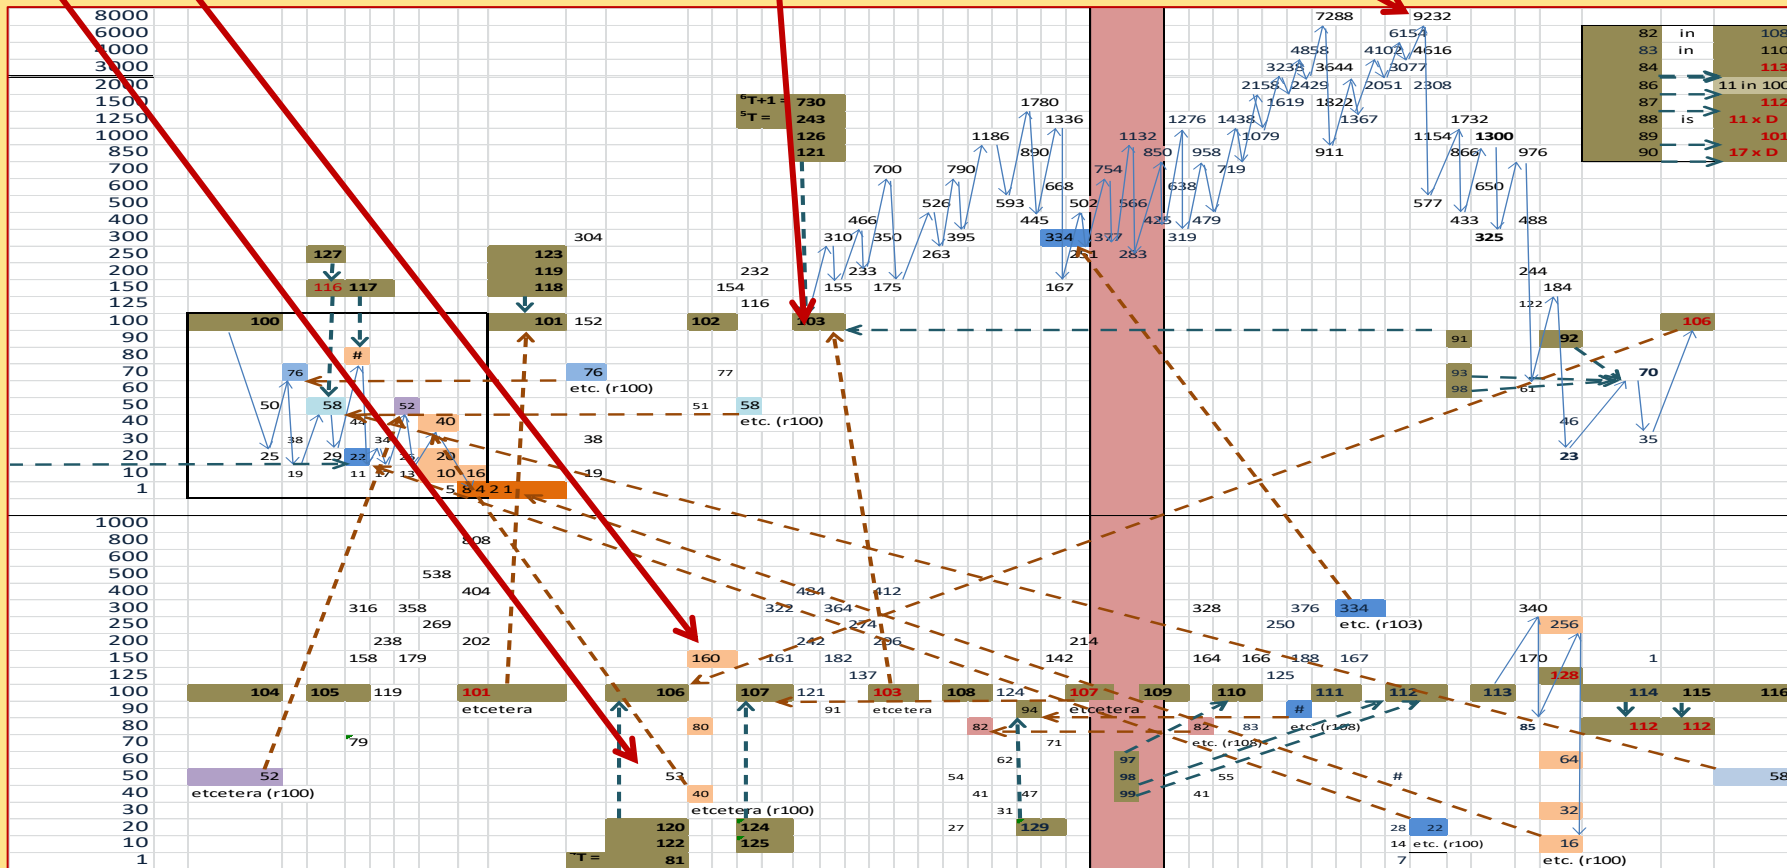 8000 7288 9232
6000 6154 82 in 108
4000 4858 4102 4616 83 in 110
3000 3238 3644 3077 84 113
2000 2158 2429 2051 2308 86 11 in 100
1500 ⁶T+1 = 730 1780 1619 1822 87 112
1250 ⁵T = 243 1336 1276 1438 1367 1732 88 is 11 x D
1000 126 1186 1132 1079 1154 1300 89 101
850 121 890 850 958 911 866 976 90 17 x D
700 700 790 754 719
600 668 638 650
500 526 593 502 566 577
400 466 445 425 479 433 488
300 304 310 350 395 334 377 319 325
250 127 123 263 251 283
200 119 232 233 244
150 116 117 118 154 155 175 167 184
125 116 122
100 100 101 152 102 103 106
90 91 92
80 #
70 76 76 77 93 70
60 etc. (r100) 98 61
50 50 58 52 51 58
40 44 40 etc. (r100) 46
30 38 34 38 35
20 25 29 22 26 20 23
10 19 11 17 13 10 16 19
1 5 8 4 2 1
1000
800 808
600
500 538
400 404 484 412
300 316 358 322 364 328 376 334 340
250 269 274 250 etc. (r103) 256
200 238 202 242 206 214
150 158 179 160 161 182 142 164 166 188 167 170 1
125 137 125 128
100 104 105 119 101 106 107 121 103 108 124 107 109 110 111 112 113 114 115 116
90 etcetera 91 etcetera 94 etcetera #
80 80 82 82 83 etc. (r108) 85 112 112
70 79 71 etc. (r108)
60 62 97 64
50 52 53 54 98 55 # 58
40 etcetera (r100) 40 41 47 99 41
30 etcetera (r100) 31 32
20 120 124 27 129 28 22
10 122 125 14 etc. (r100) 16
1 ⁴T = 81 7 etc. (r100)